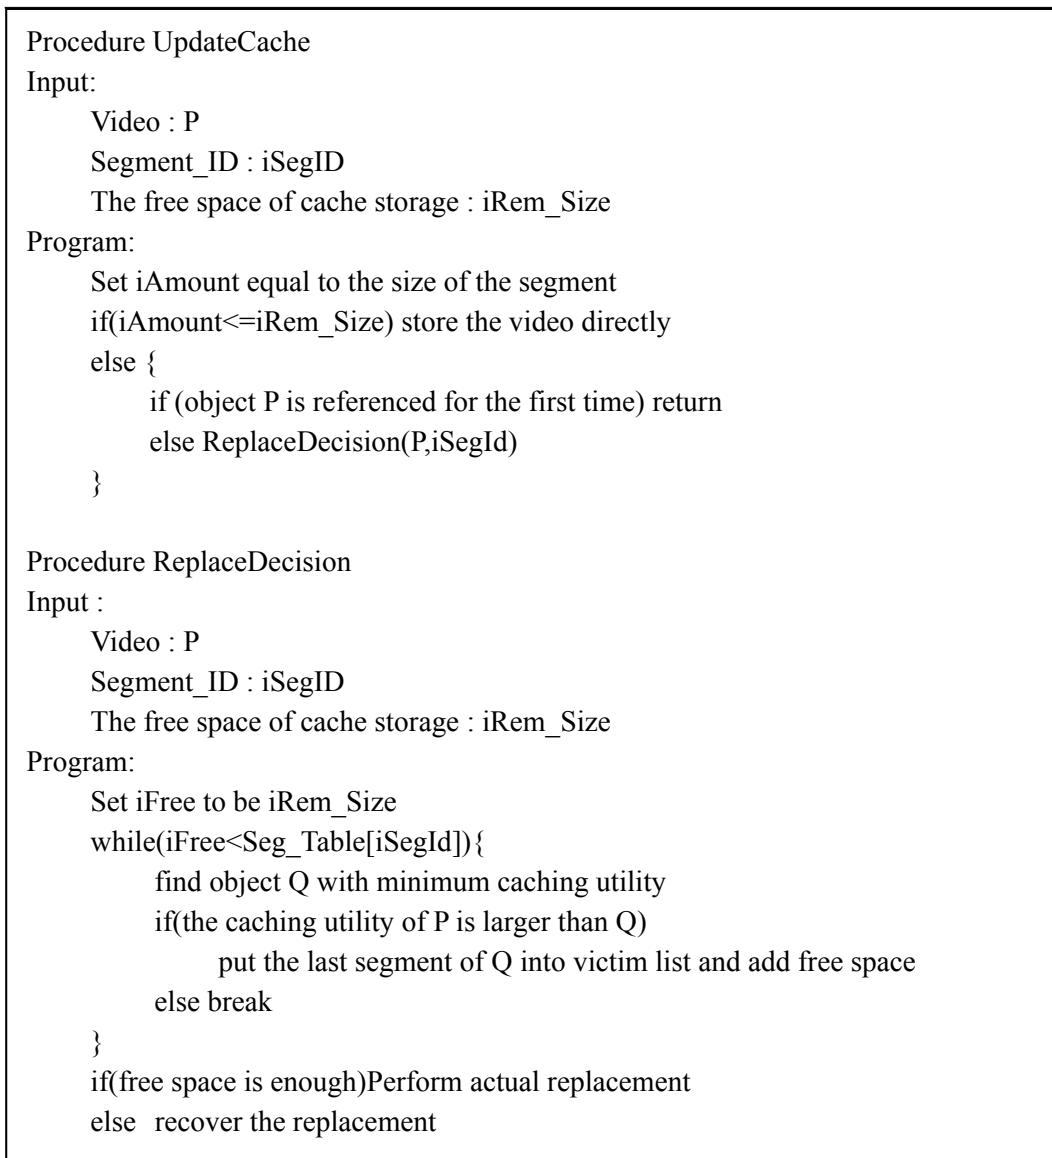 Procedure UpdateCache
Input:
Video : P
Segment_ID : iSegID
The free space of cache storage : iRem_Size
Program:
Set iAmount equal to the size of the segment
if(iAmount<=iRem_Size) store the video directly
else {
if (object P is referenced for the first time) return
else ReplaceDecision(P,iSegId)
}
Procedure ReplaceDecision
Input :
Video : P
Segment_ID : iSegID
The free space of cache storage : iRem_Size
Program:
Set iFree to be iRem_Size
while(iFree<Seg_Table[iSegId]){
find object Q with minimum caching utility
if(the caching utility of P is larger than Q)
put the last segment of Q into victim list and add free space
else break
}
if(free space is enough)Perform actual replacement
else recover the replacement